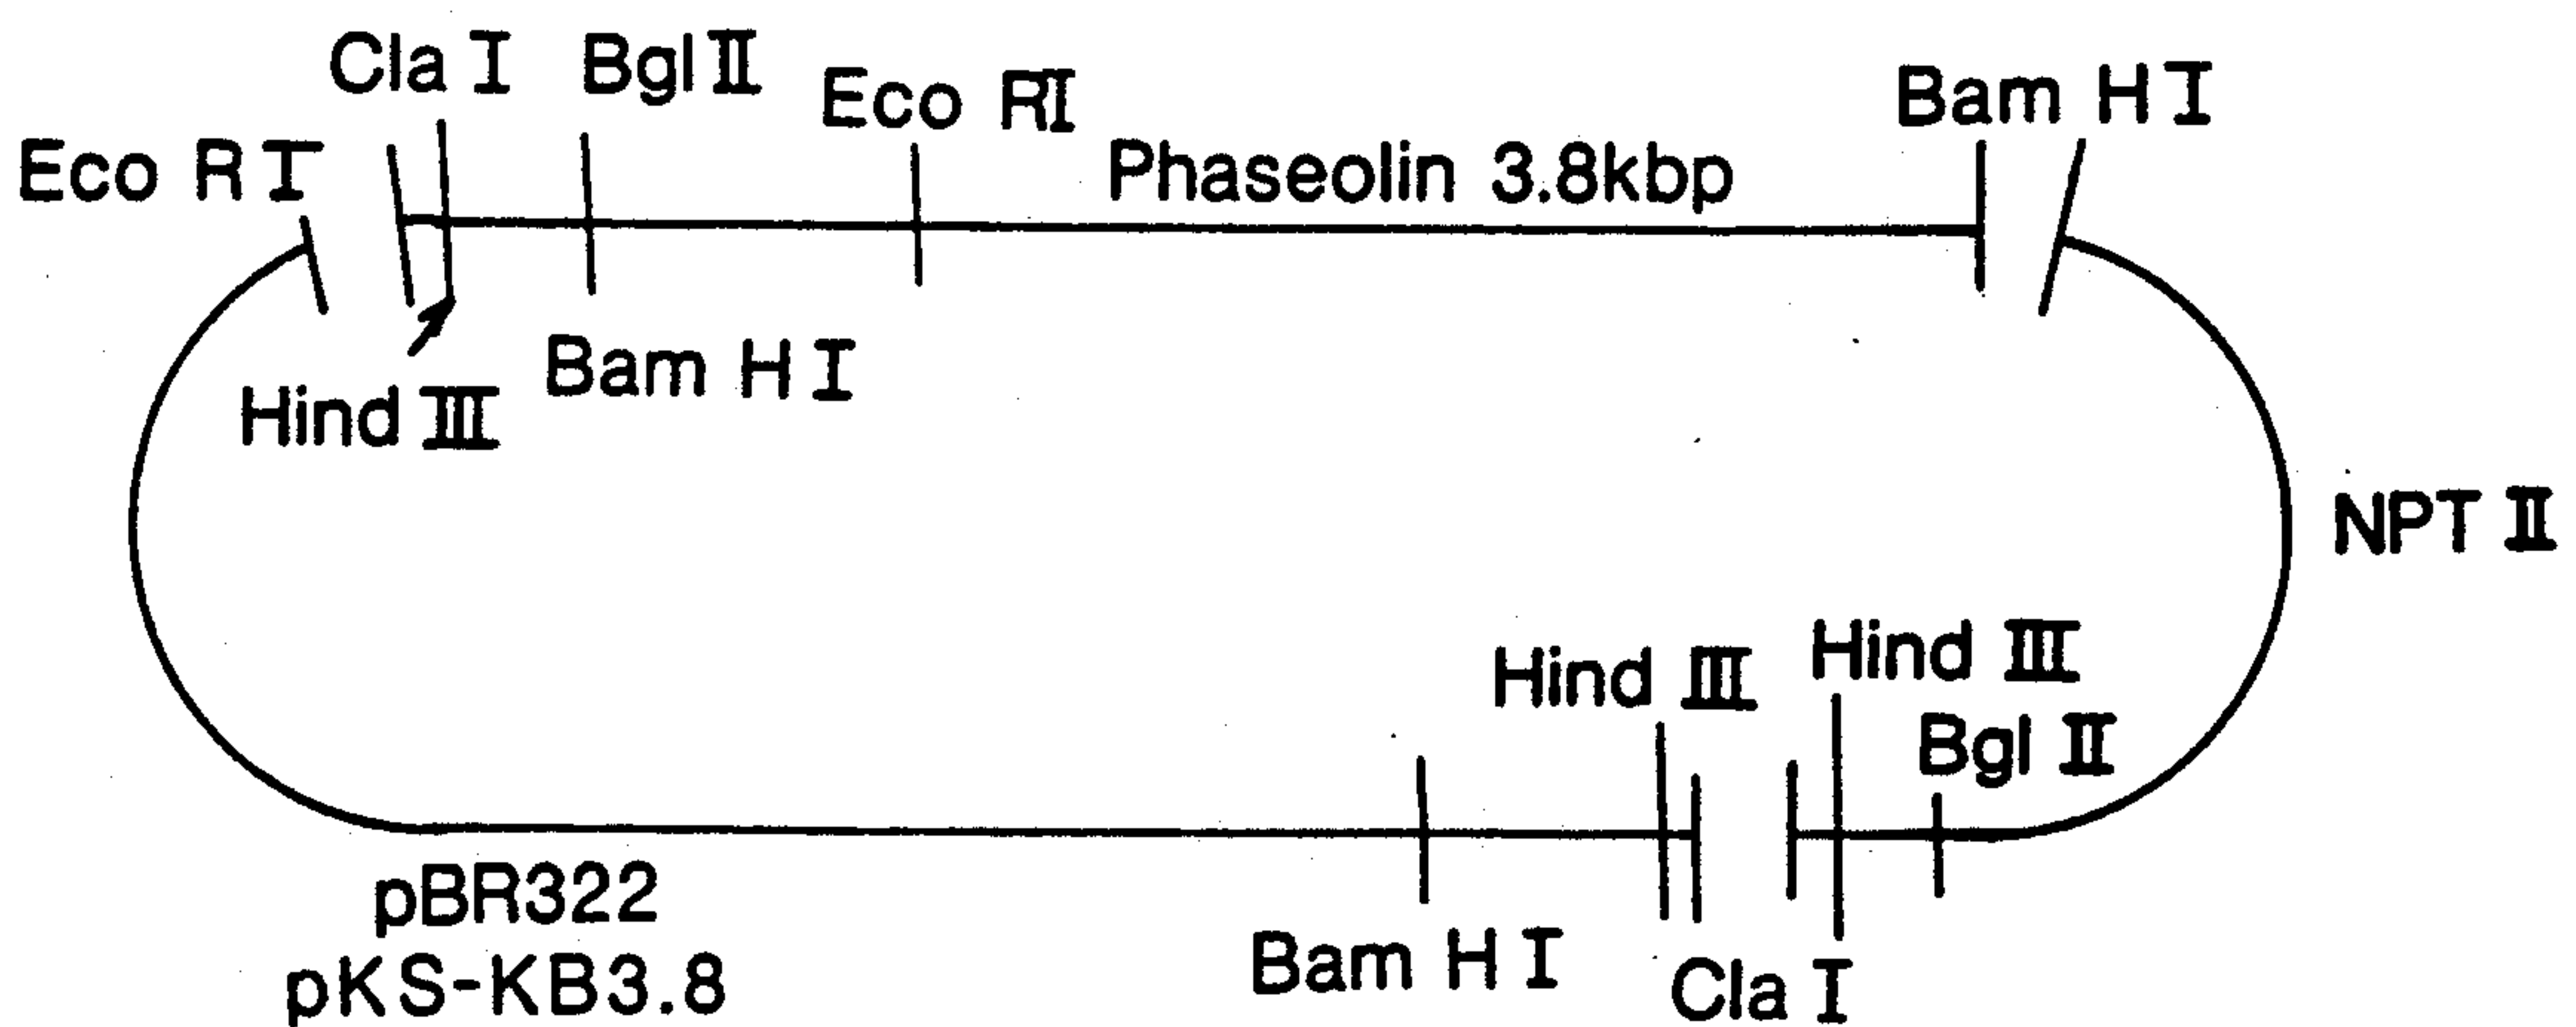 Cla I
Bgl II
Eco RI
Bam H I
Eco R I
Phaseolin 3.8kbp
Hind III
Bam H I
NPT II
Hind III
Hind III
Bgl II
pBR322
pKS-KB3.8
Bam H I
Cla I